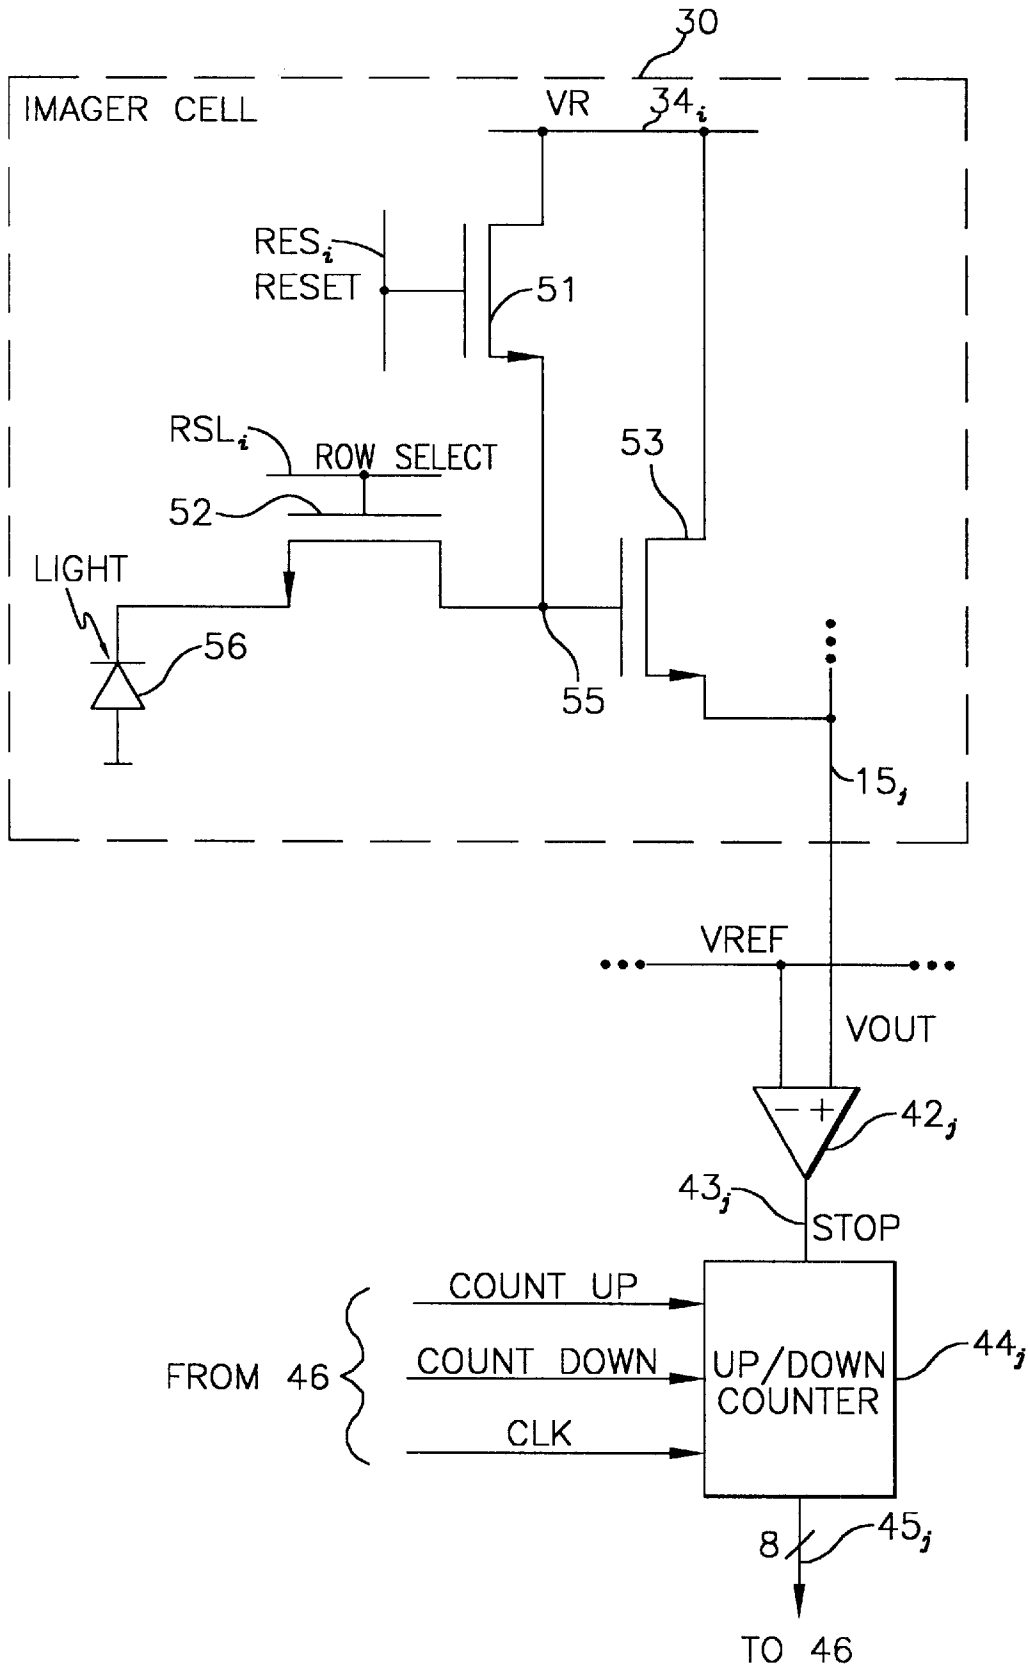 30
IMAGER CELL
VR
34i
RESi
RESET
51
RSLi
ROW SELECT
53
52
LIGHT
56
55
15j
VREF
VOUT
− +
42j
43j
STOP
COUNT UP
COUNT DOWN
CLK
FROM 46
UP/DOWN
COUNTER
44j
8
45j
TO 46